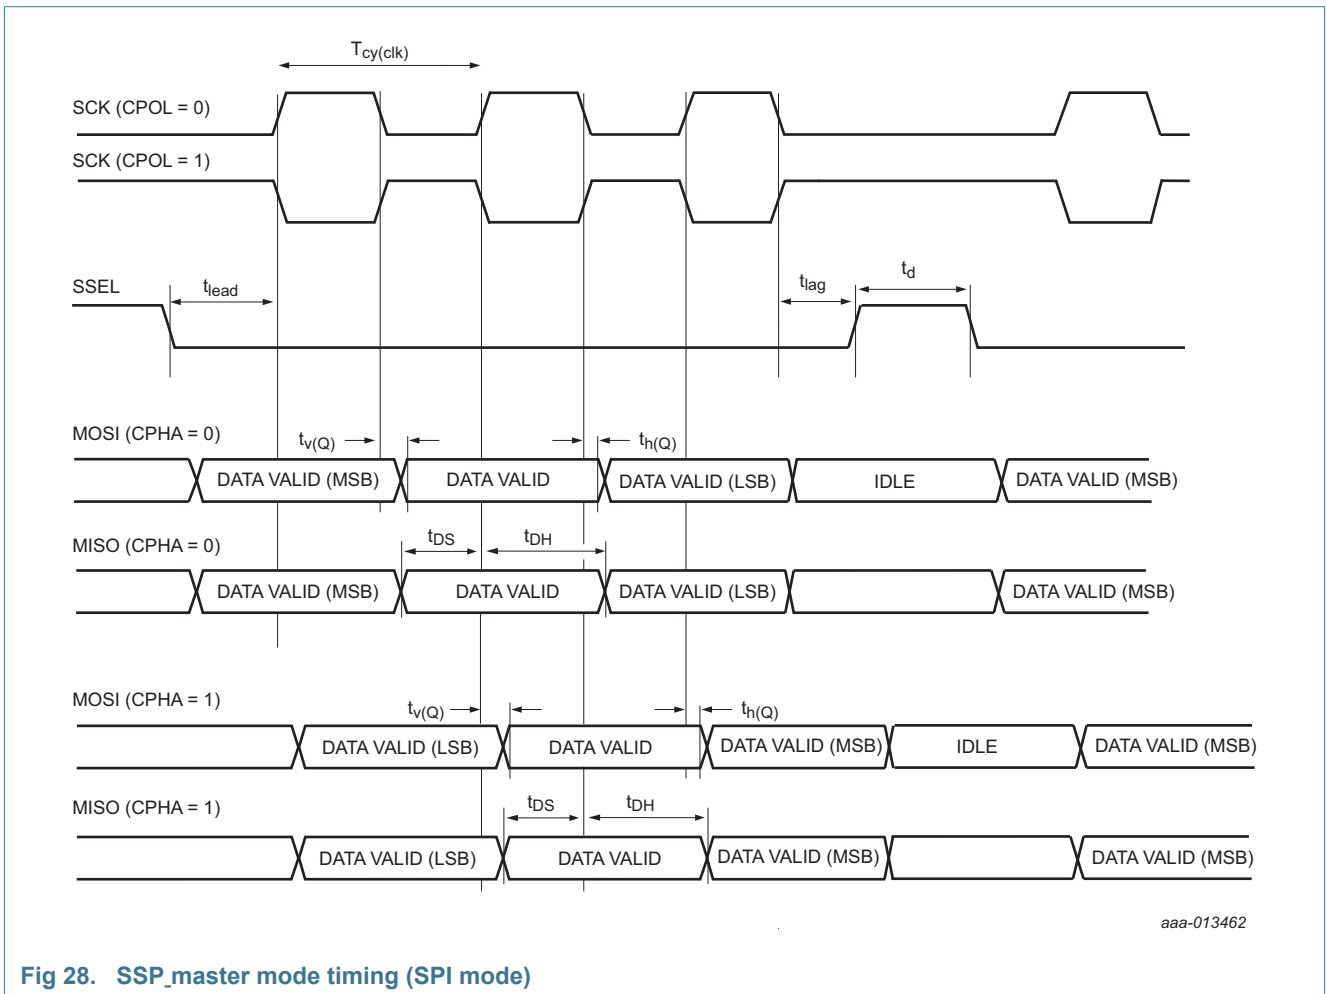 Tcy(clk)
SCK (CPOL = 0)
SCK (CPOL = 1)
SSEL
tlead
tlag
td
MOSI (CPHA = 0)
tv(Q)
th(Q)
DATA VALID (MSB) DATA VALID DATA VALID (LSB) IDLE DATA VALID (MSB)
MISO (CPHA = 0)
tDS
tDH
DATA VALID (MSB) DATA VALID DATA VALID (LSB) DATA VALID (MSB)
MOSI (CPHA = 1)
tv(Q)
th(Q)
DATA VALID (LSB) DATA VALID DATA VALID (MSB) IDLE DATA VALID (MSB)
MISO (CPHA = 1)
tDS
tDH
DATA VALID (LSB) DATA VALID DATA VALID (MSB) DATA VALID (MSB)
aaa-013462
Fig 28. SSP_master mode timing (SPI mode)